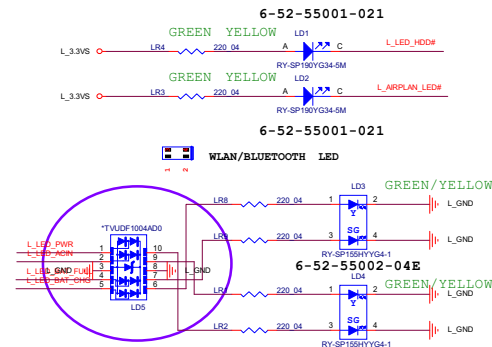 6-52-55001-021
GREEN YELLOW
LD1
L_3.3VS
LR4
220_04
A
C
L_LED_HDD#
RY-SP190YG34-5M
GREEN YELLOW
LD2
L_3.3VS
LR3
220_04
A
C
L_AIRPLAN_LED#
RY-SP190YG34-5M
6-52-55001-021
WLAN/BLUETOOTH LED
1
2
LD3
GREEN/YELLOW
LR8
220_04
1
2
L_GND
Y
*TVUDF1004AD0
SG
220_04
3
4
L_GND
RY-SP155HYYG4-1
L_LED_PWR
1
10
L_LED_ACIN
2
9
L_GND
3
8
L_GND
4
7
L_LED_BAT_CHG
5
6
LD5
6-52-55002-04E
LD4
GREEN/YELLOW
220_04
1
2
L_GND
Y
SG
LR2
220_04
3
4
L_GND
RY-SP155HYYG4-1